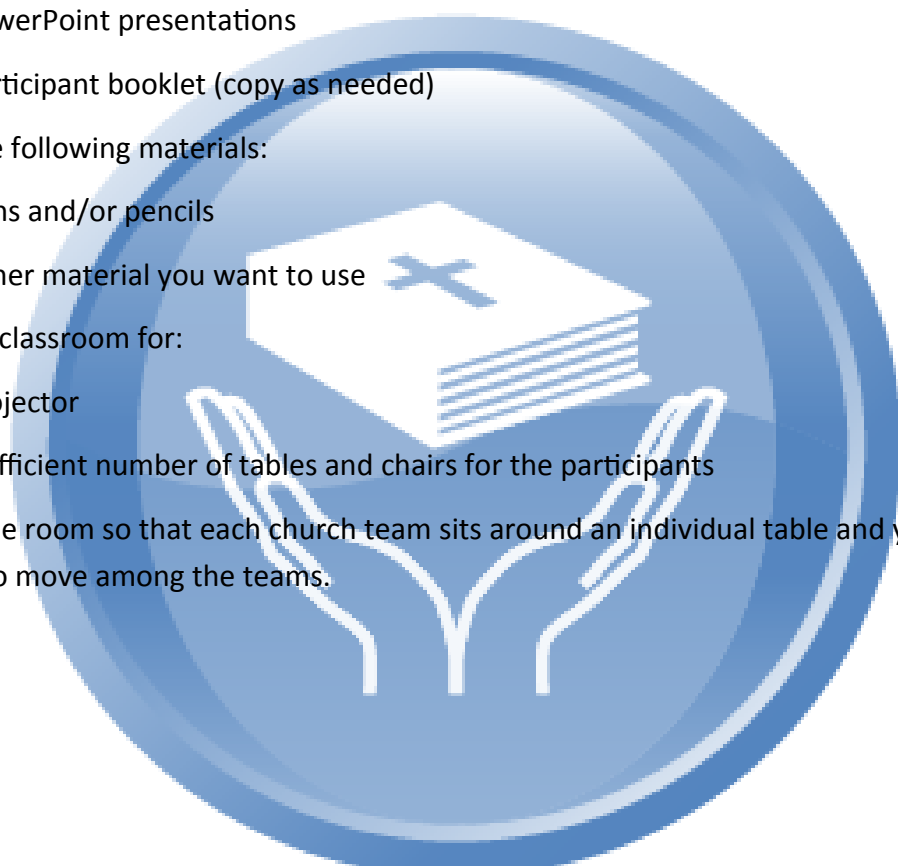 werPoint presentations
rticipant booklet (copy as needed)
e following materials:
ns and/or pencils
her material you want to use
classroom for:
ojector
fficient number of tables and chairs for the participants
e room so that each church team sits around an individual table and
o move among the teams.